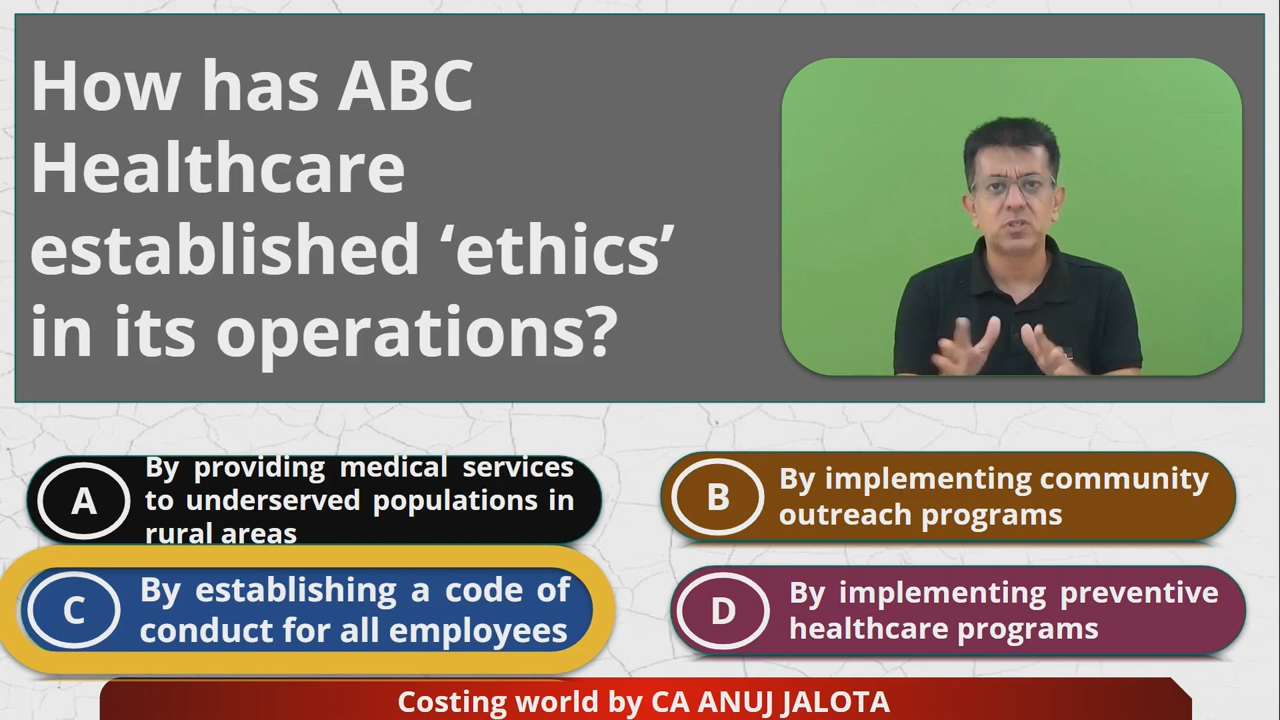 How has ABC
Healthcare
established ‘ethics’
in its operations?
A
By providing medical services
to underserved populations in
rural areas
B
By implementing community
outreach programs
C
By establishing a code of
conduct for all employees
D
By implementing preventive
healthcare programs
Costing world by CA ANUJ JALOTA